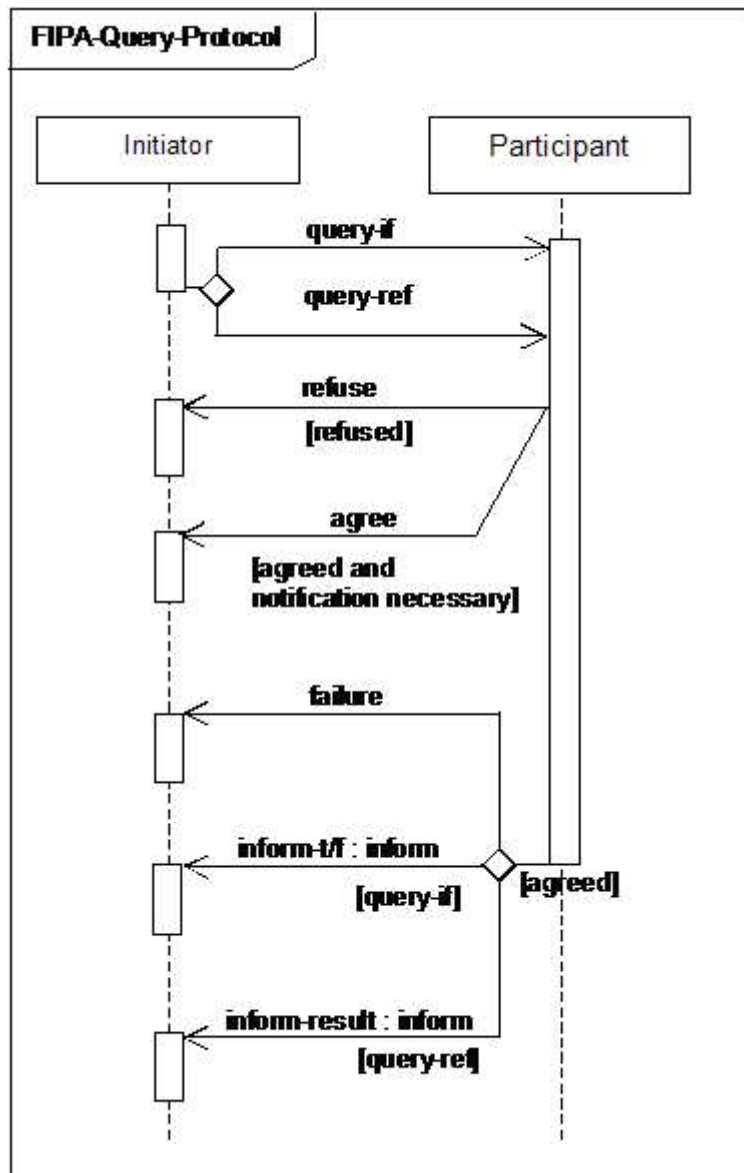 FIPA-Query-Protocol
Initiator
Participant
query-if
query-ref
refuse
[refused]
agree
[agreed and
notification necessary]
failure
inform-t/f : inform
[query-if]
[agreed]
inform-result : inform
[query-ref]